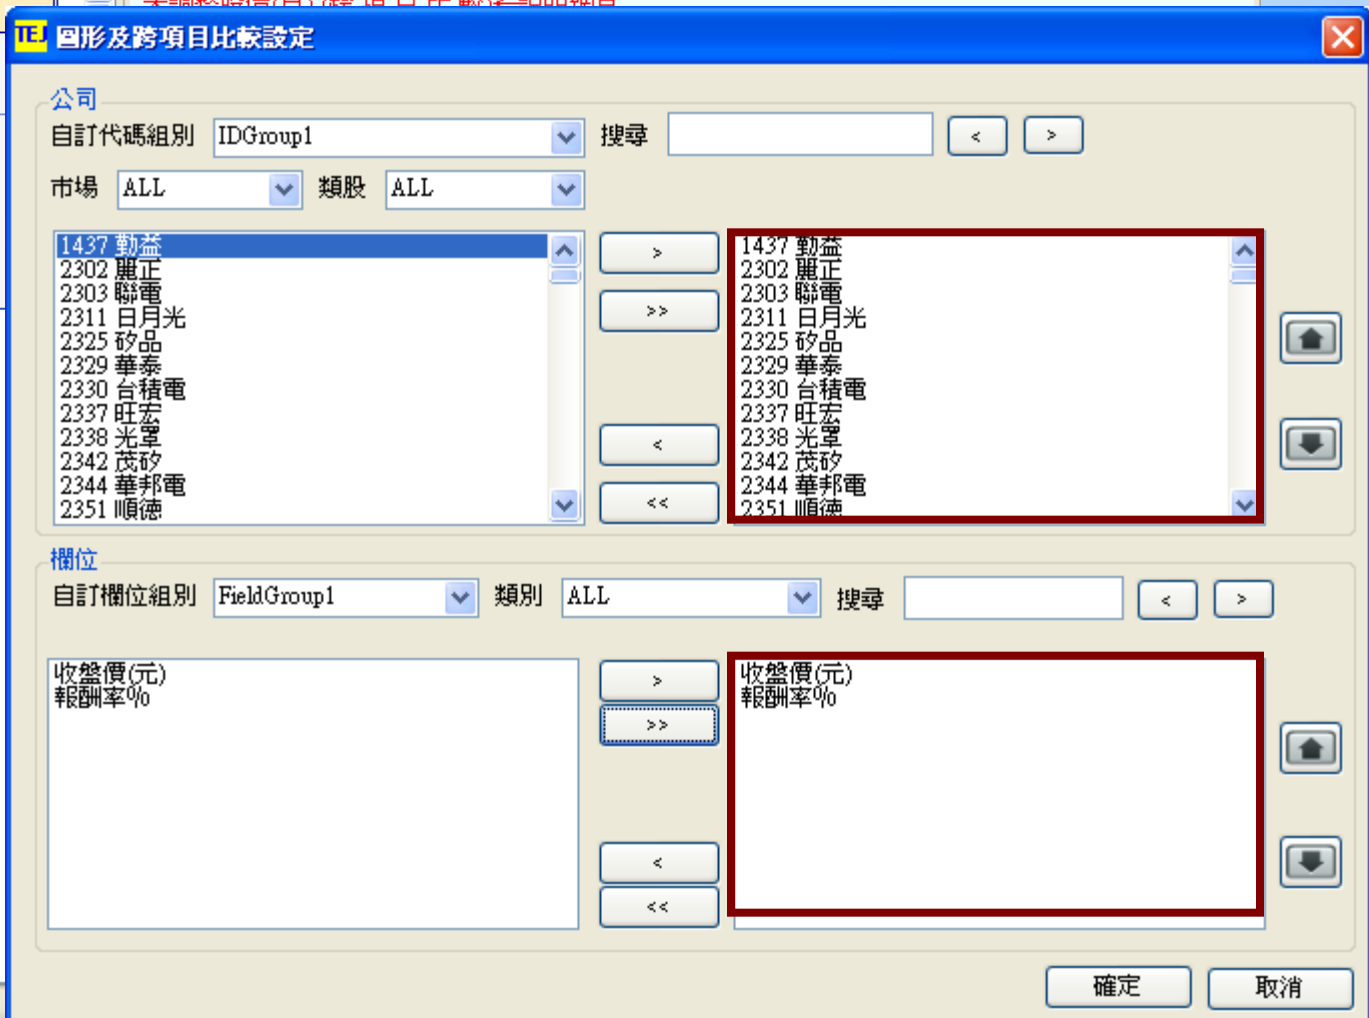 TEJ 圖形及跨項目比較設定
公司
自訂代碼組別 IDGroup1 搜尋 < >
市場 ALL 類股 ALL
1437 勤益
2302 麗正
2303 聯電
2311 日月光
2325 矽品
2329 華泰
2330 台積電
2337 旺宏
2338 光罩
2342 茂矽
2344 華邦電
2351 順德
>
>>
<
<<
1437 勤益
2302 麗正
2303 聯電
2311 日月光
2325 矽品
2329 華泰
2330 台積電
2337 旺宏
2338 光罩
2342 茂矽
2344 華邦電
2351 順德
欄位
自訂欄位組別 FieldGroup1 類別 ALL 搜尋 < >
收盤價(元)
報酬率%
>
>>
<
<<
收盤價(元)
報酬率%
確定 取消